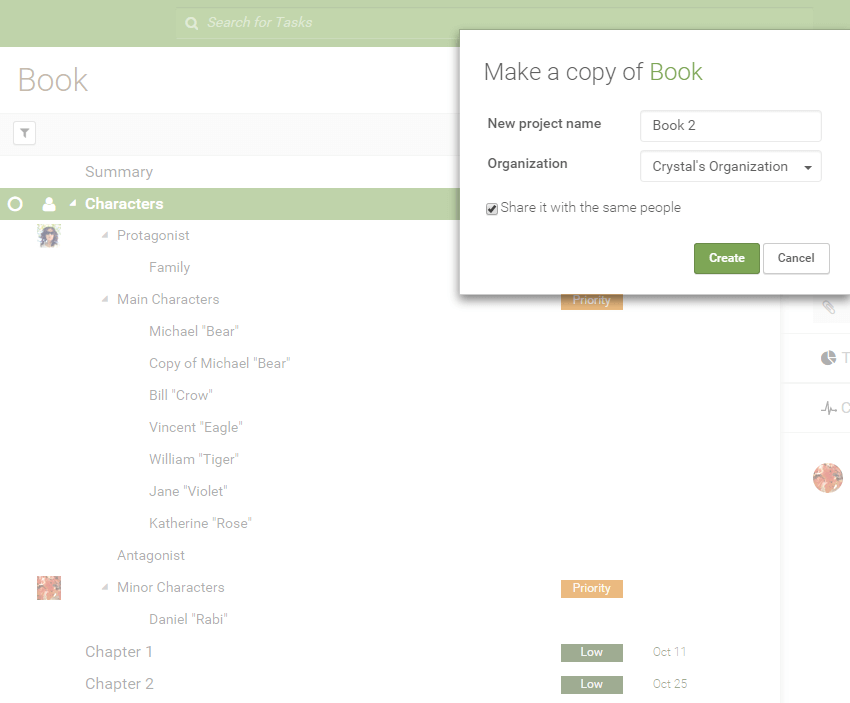 Search for Tasks
Book
Make a copy of Book
New project name
Book 2
Organization
Crystal's Organization
Share it with the same people
Create
Cancel
Summary
Characters
Protagonist
Family
Main Characters
Priority
Michael "Bear"
Copy of Michael "Bear"
T
Bill "Crow"
C
Vincent "Eagle"
William "Tiger"
Jane "Violet"
Katherine "Rose"
Antagonist
Minor Characters
Priority
Daniel "Rabi"
Chapter 1
Low
Oct 11
Chapter 2
Low
Oct 25